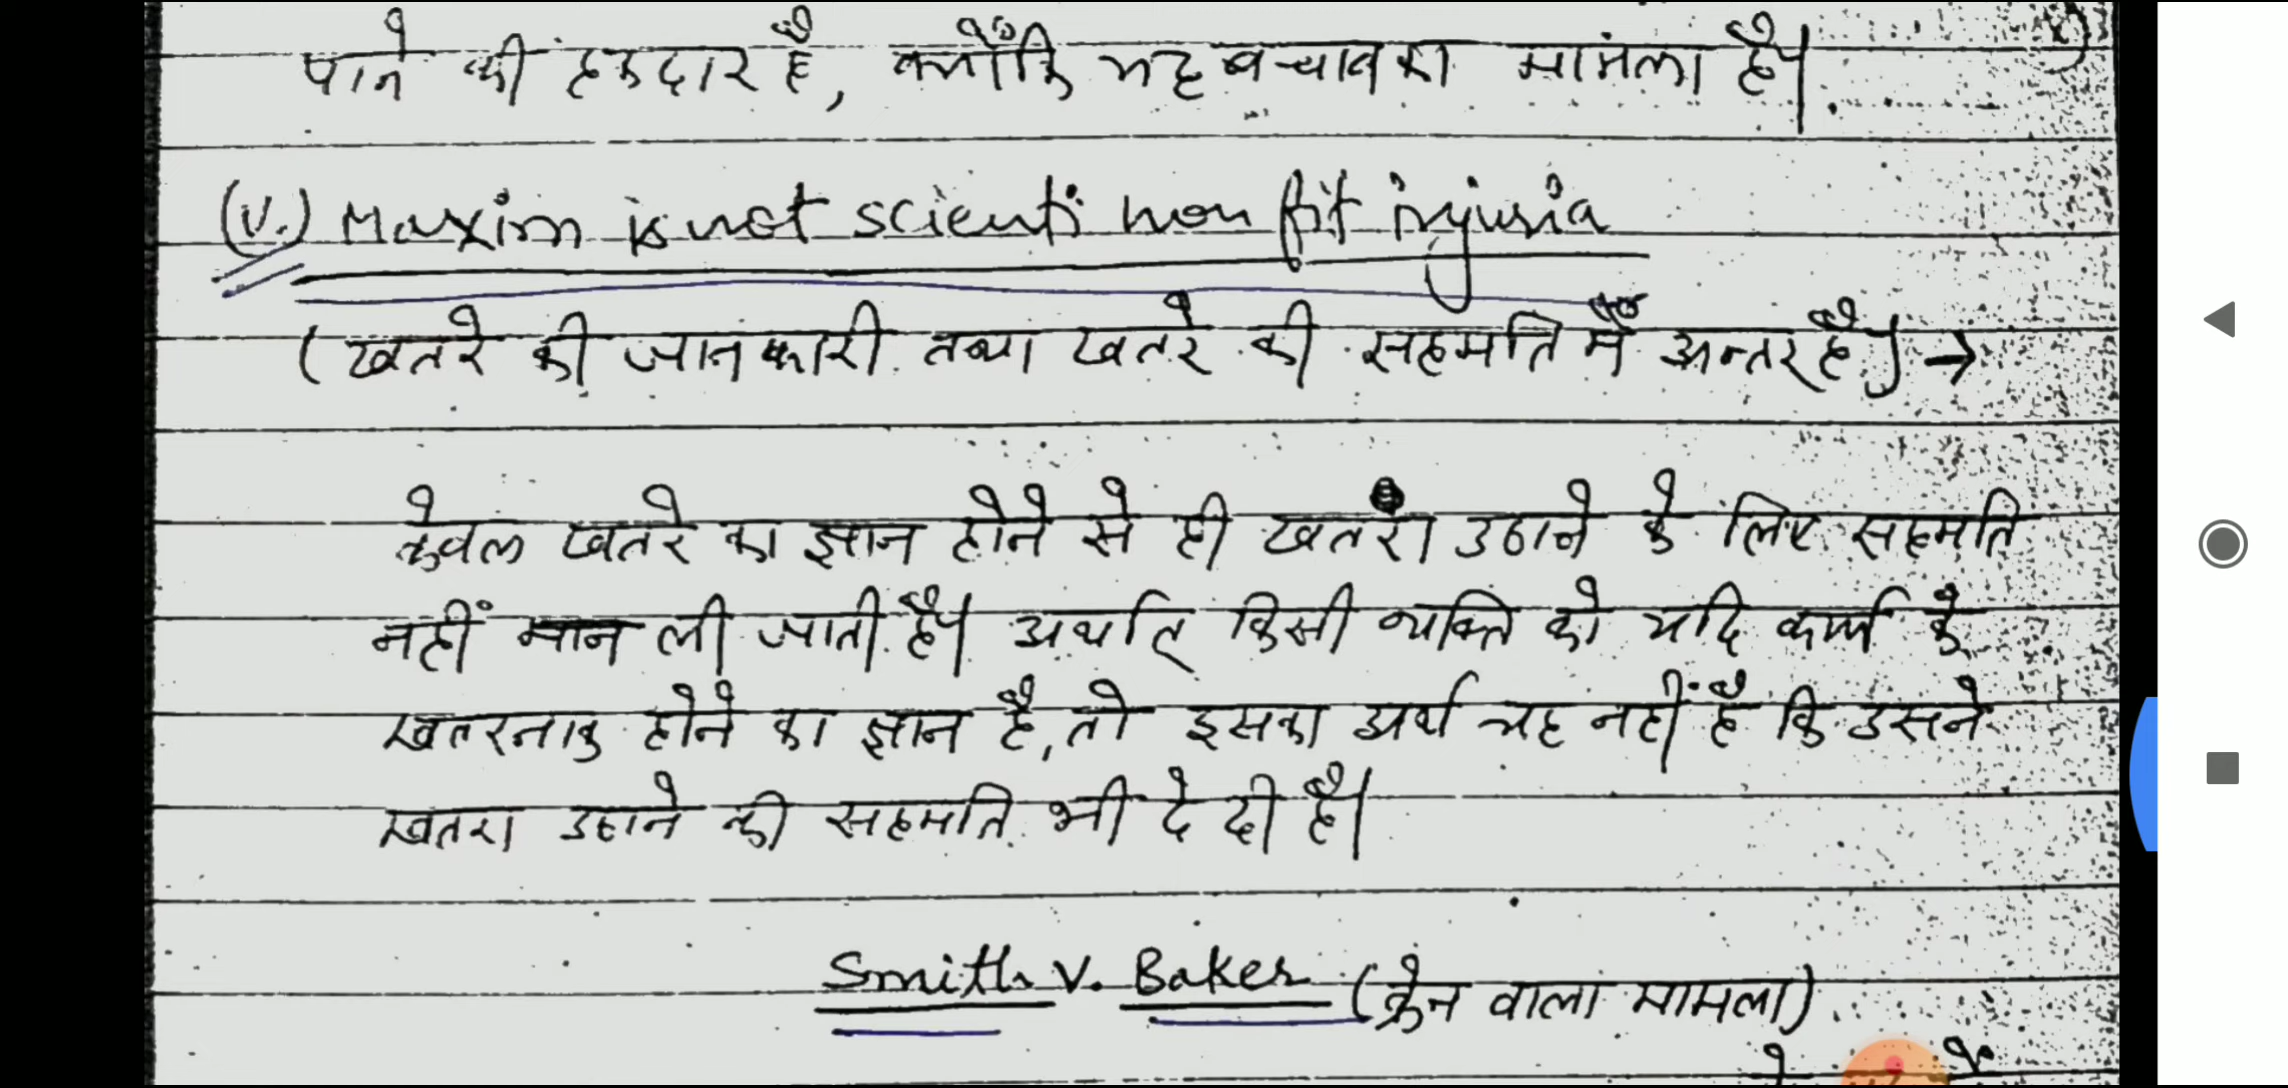 पाने की हकदार है, क्योंकि यह बचाव का मामला है।
(V.) Maxim is not scienti non fit injuria
(खतरे की जानकारी तथा खतरे की सहमति में अन्तर है) →
केवल खतरे का ज्ञान होने से ही खतरा उठाने के लिए सहमति
नहीं मान ली जाती है। अर्थात् किसी व्यक्ति को यदि कार्य के
खतरनाक होने का ज्ञान है, तो इसका अर्थ यह नहीं है कि उसने
खतरा उठाने की सहमति भी दे दी है।
Smith v. Baker (क्रेन वाला मामला)